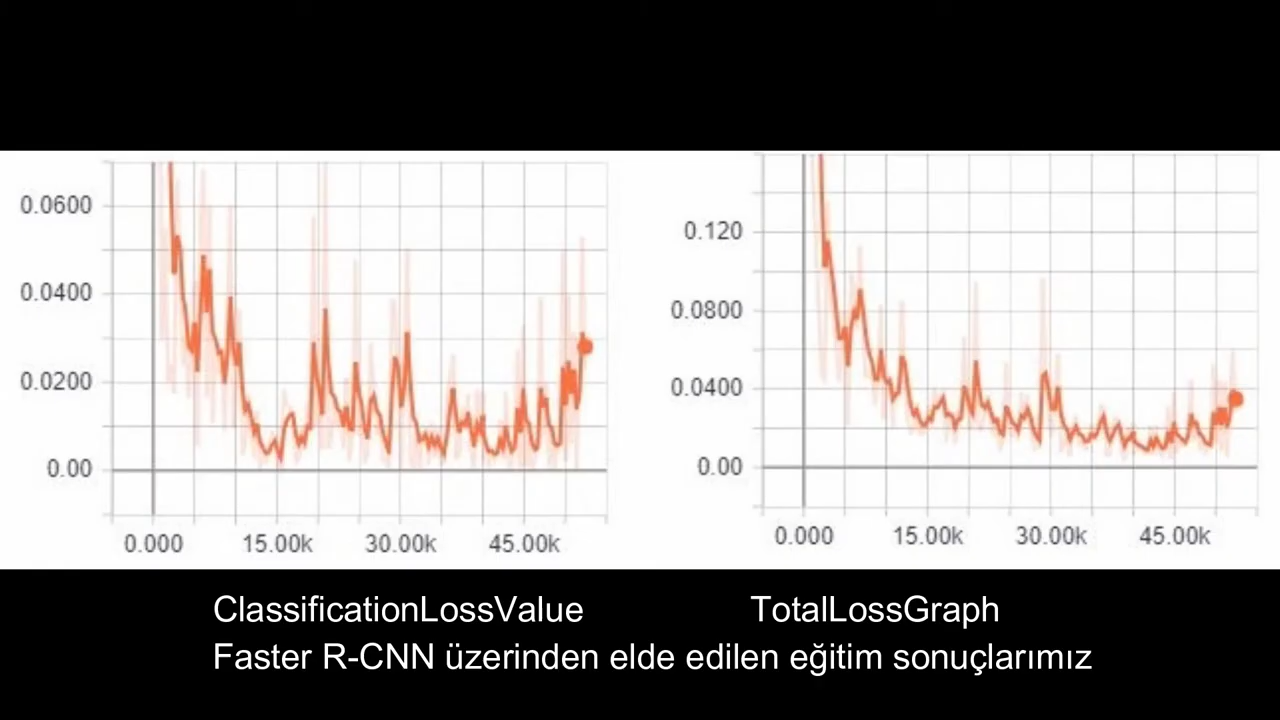 0.0600
0.0400
0.0200
0.00
0.000 15.00k 30.00k 45.00k
0.120
0.0800
0.0400
0.00
0.000 15.00k 30.00k 45.00k
ClassificationLossValue TotalLossGraph
Faster R-CNN üzerinden elde edilen eğitim sonuçlarımız